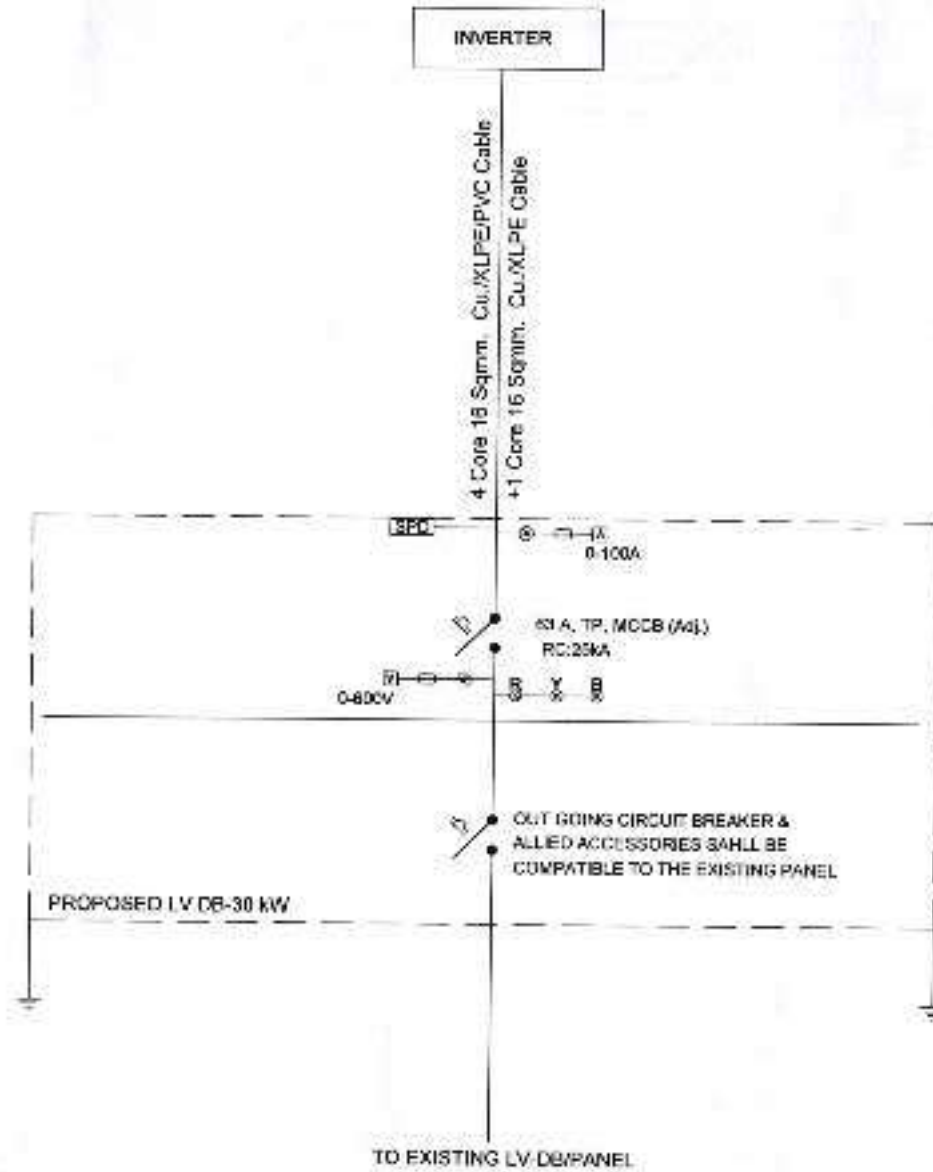 INVERTER
4 Core 16 Sqmm. Cu./XLPE/PVC Cable
+1 Core 16 Sqmm. Cu./XLPE Cable
SPD
A
0-100A
63 A, TP, MCCB (Adj.)
RC:25kA
V
0-600V
R Y B
OUT GOING CIRCUIT BREAKER &
ALLIED ACCESSORIES SAHLL BE
COMPATIBLE TO THE EXISTING PANEL
PROPOSED LV DB-30 kW
TO EXISTING LV-DB/PANEL